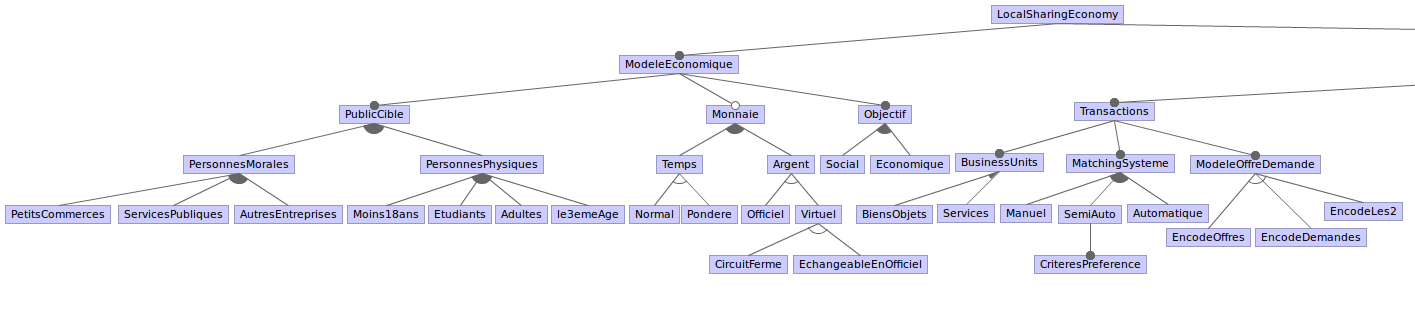 LocalSharingEconomy
ModeleEconomique
PublicCible
Monnaie
Objectif
Transactions
PersonnesMorales
PersonnesPhysiques
Temps
Argent
Social
Economique
BusinessUnits
MatchingSysteme
ModeleOffreDemande
PetitsCommerces
ServicesPubliques
AutresEntreprises
Moins18ans
Etudiants
Adultes
le3emeAge
Normal
Pondere
Officiel
Virtuel
BiensObjets
Services
Manuel
SemiAuto
Automatique
EncodeOffres
EncodeDemandes
EncodeLes2
CircuitFerme
EchangeableEnOfficiel
CriteresPreference